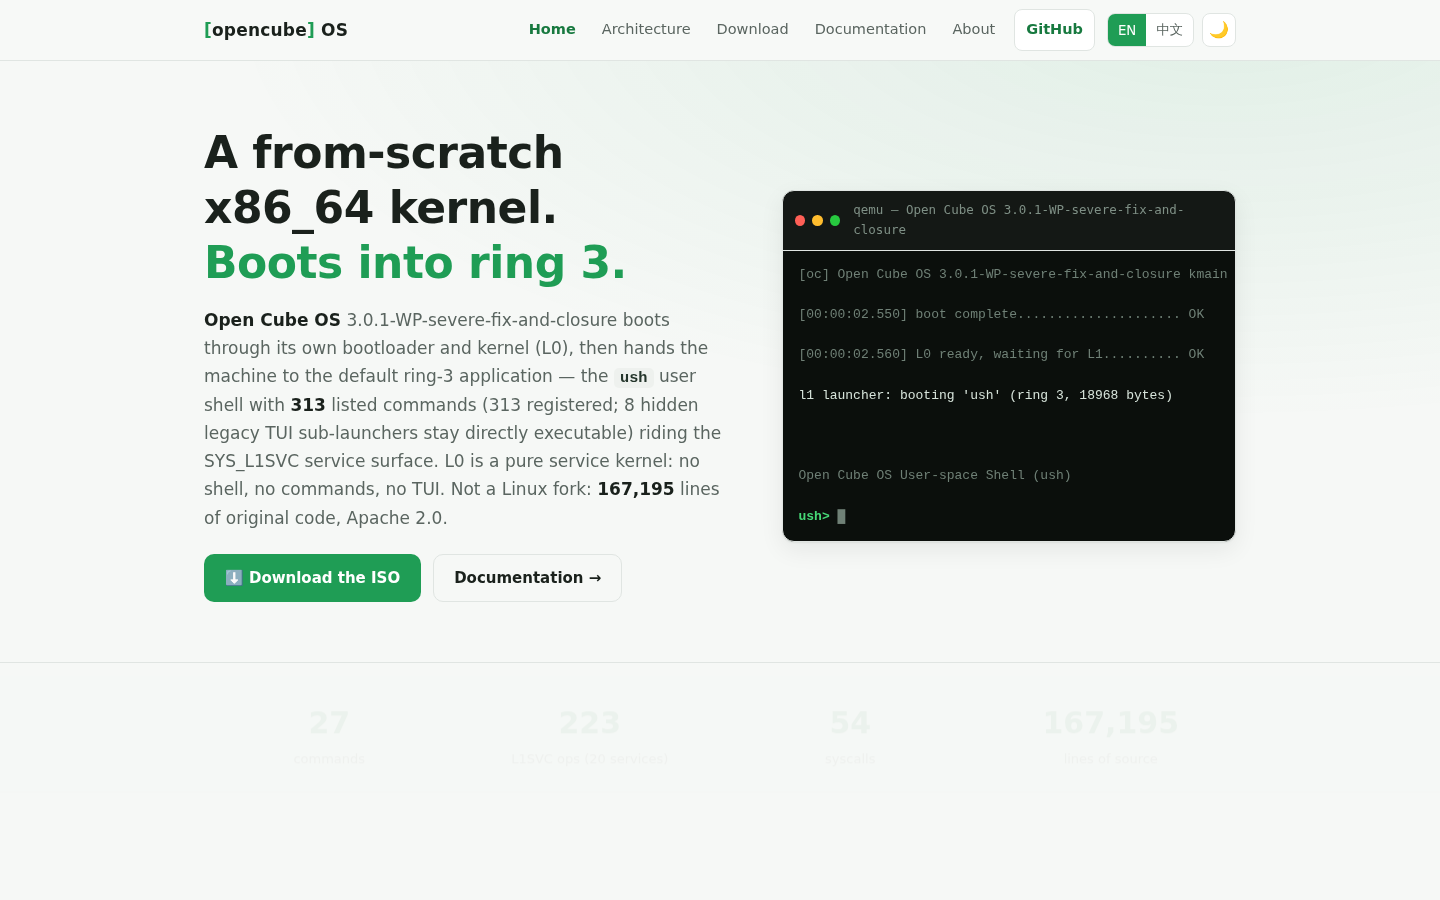 [opencube] OS
Home Architecture Download Documentation About GitHub EN 中文
A from-scratch
x86_64 kernel.
Boots into ring 3.
Open Cube OS 3.0.1-WP-severe-fix-and-closure boots
through its own bootloader and kernel (L0), then hands the
machine to the default ring-3 application — the ush user
shell with 313 listed commands (313 registered; 8 hidden
legacy TUI sub-launchers stay directly executable) riding the
SYS_L1SVC service surface. L0 is a pure service kernel: no
shell, no commands, no TUI. Not a Linux fork: 167,195 lines
of original code, Apache 2.0.
Download the ISO
Documentation →
qemu — Open Cube OS 3.0.1-WP-severe-fix-and-
closure
[oc] Open Cube OS 3.0.1-WP-severe-fix-and-closure kmain
[00:00:02.550] boot complete..................... OK
[00:00:02.560] L0 ready, waiting for L1.......... OK
l1 launcher: booting 'ush' (ring 3, 18968 bytes)
Open Cube OS User-space Shell (ush)
ush>
27 223 54 167,195
commands L1SVC ops (20 services) syscalls lines of source